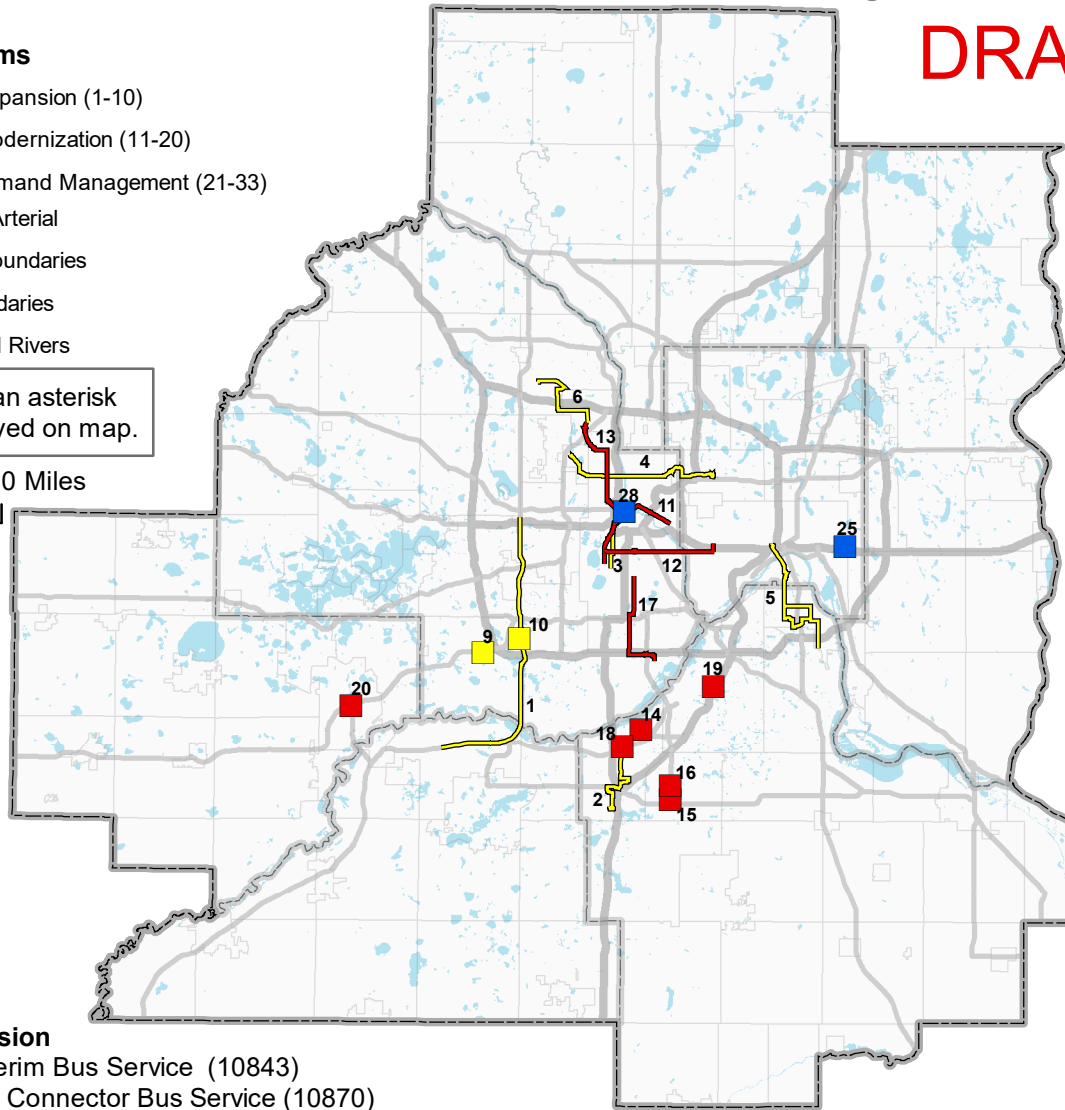 DRA
ms
pansion (1-10)
odernization (11-20)
mand Management (21-33)
Arterial
oundaries
daries
l Rivers
an asterisk
yed on map.
0 Miles
6
13
4
28
11
25
3
12
5
17
10
9
19
20
1
14
18
16
2
15
sion
erim Bus Service (10843)
Connector Bus Service (10870)